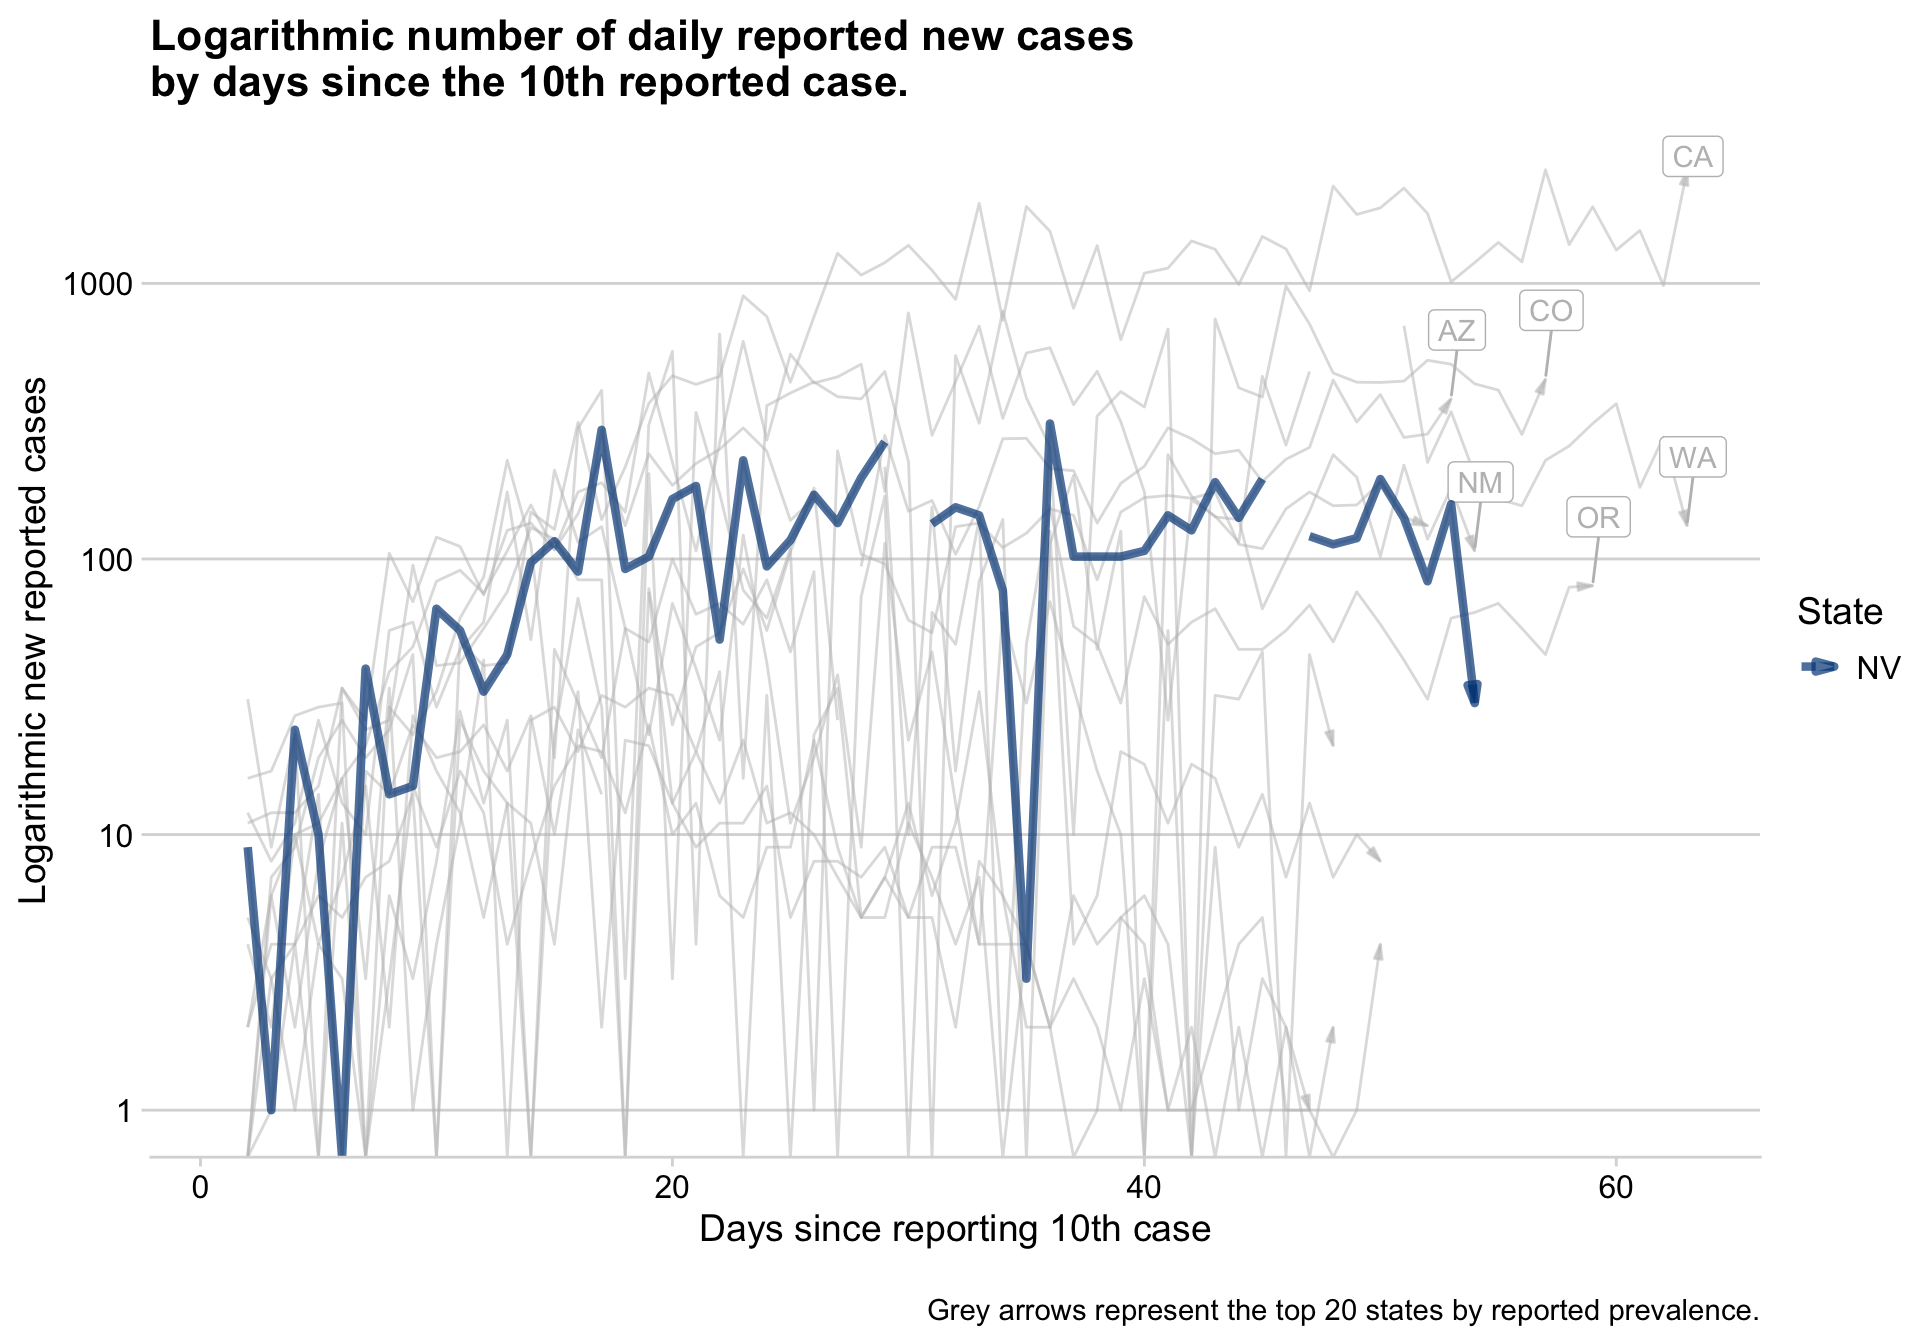 Logarithmic number of daily reported new cases
by days since the 10th reported case.
CA
1000
CO
AZ
WA
NM
OR
100
10
1
Logarithmic new reported cases
State
NV
0 20 40 60
Days since reporting 10th case
Grey arrows represent the top 20 states by reported prevalence.